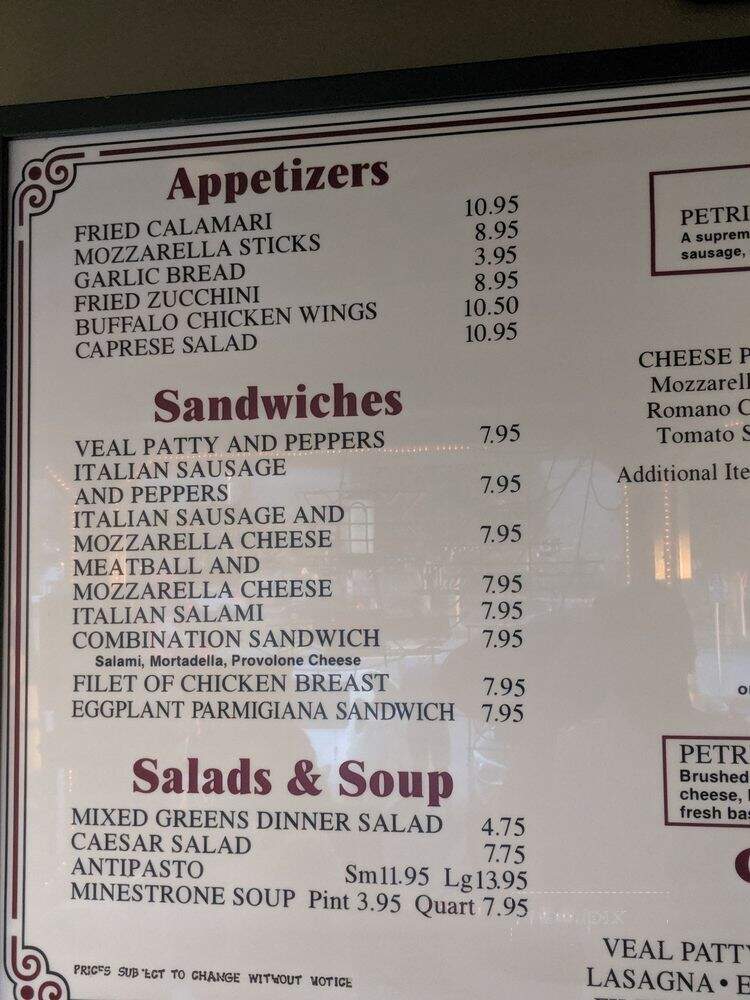 Appetizers
FRIED CALAMARI 10.95
MOZZARELLA STICKS 8.95
GARLIC BREAD 3.95
FRIED ZUCCHINI 8.95
BUFFALO CHICKEN WINGS 10.50
CAPRESE SALAD 10.95
Sandwiches
VEAL PATTY AND PEPPERS 7.95
ITALIAN SAUSAGE
AND PEPPERS 7.95
ITALIAN SAUSAGE AND
MOZZARELLA CHEESE 7.95
MEATBALL AND
MOZZARELLA CHEESE 7.95
ITALIAN SALAMI 7.95
COMBINATION SANDWICH 7.95
Salami, Mortadella, Provolone Cheese
FILET OF CHICKEN BREAST 7.95
EGGPLANT PARMIGIANA SANDWICH 7.95
Salads & Soup
MIXED GREENS DINNER SALAD 4.75
CAESAR SALAD 7.75
ANTIPASTO Sm11.95 Lg13.95
MINESTRONE SOUP Pint 3.95 Quart 7.95
PRICES SUBJECT TO CHANGE WITHOUT NOTICE
PETRI
A suprem
sausage,
CHEESE P
Mozzarell
Romano C
Tomato S
Additional Ite
PETR
Brushed
cheese,
fresh bas
VEAL PATTY
LASAGNA • E